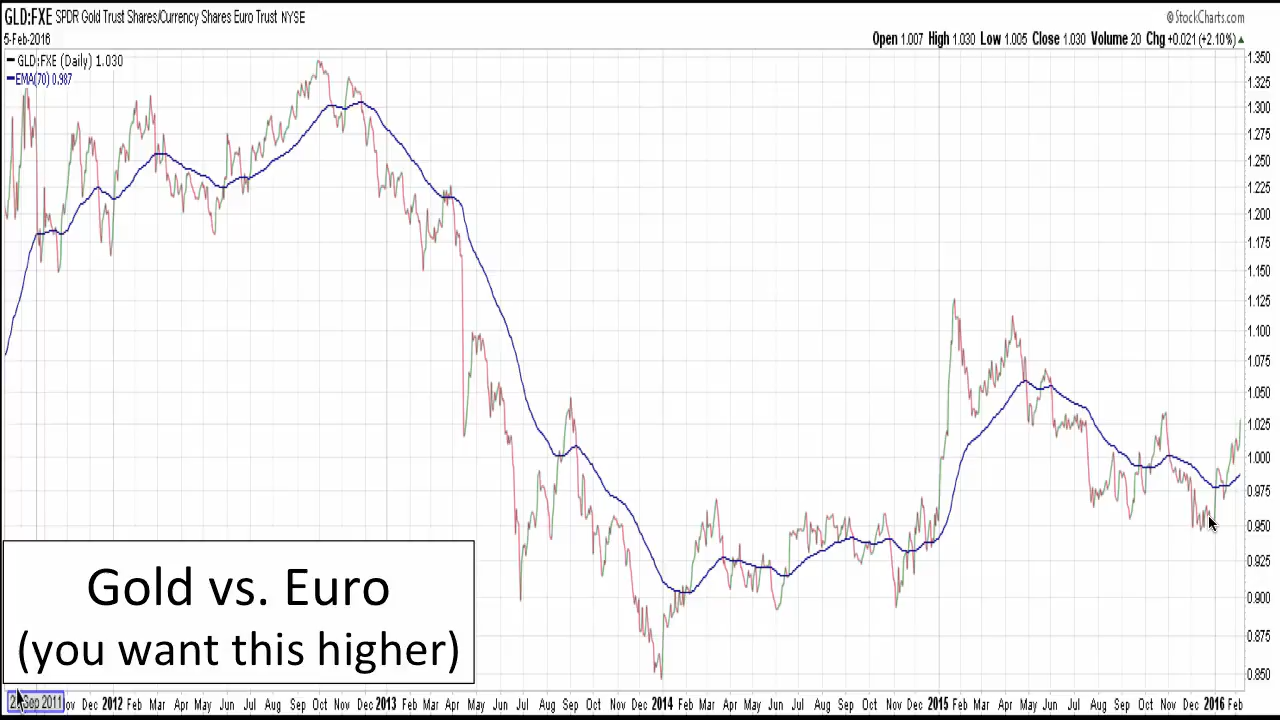 GLD:FXE SPDR Gold Trust Shares/Currency Shares Euro Trust NYSE
© StockCharts.com
5-Feb-2016
Open 1.007 High 1.030 Low 1.005 Close 1.030 Volume 20 Chg +0.021 (+2.10%)
GLD:FXE (Daily) 1.030
EMA(70) 0.987
1.350
1.325
1.300
1.275
1.250
1.225
1.200
1.175
1.150
1.125
1.100
1.075
1.050
1.025
1.000
0.975
0.950
0.925
0.900
0.875
0.850
Gold vs. Euro
(you want this higher)
Sep 2011 Nov Dec 2012 Feb Mar Apr May Jun Jul Aug Sep Oct Nov Dec 2013 Feb Mar Apr May Jun Jul Aug Sep Oct Nov Dec 2014 Feb Mar Apr May Jun Jul Aug Sep Oct Nov Dec 2015 Feb Mar Apr May Jun Jul Aug Sep Oct Nov Dec 2016 Feb